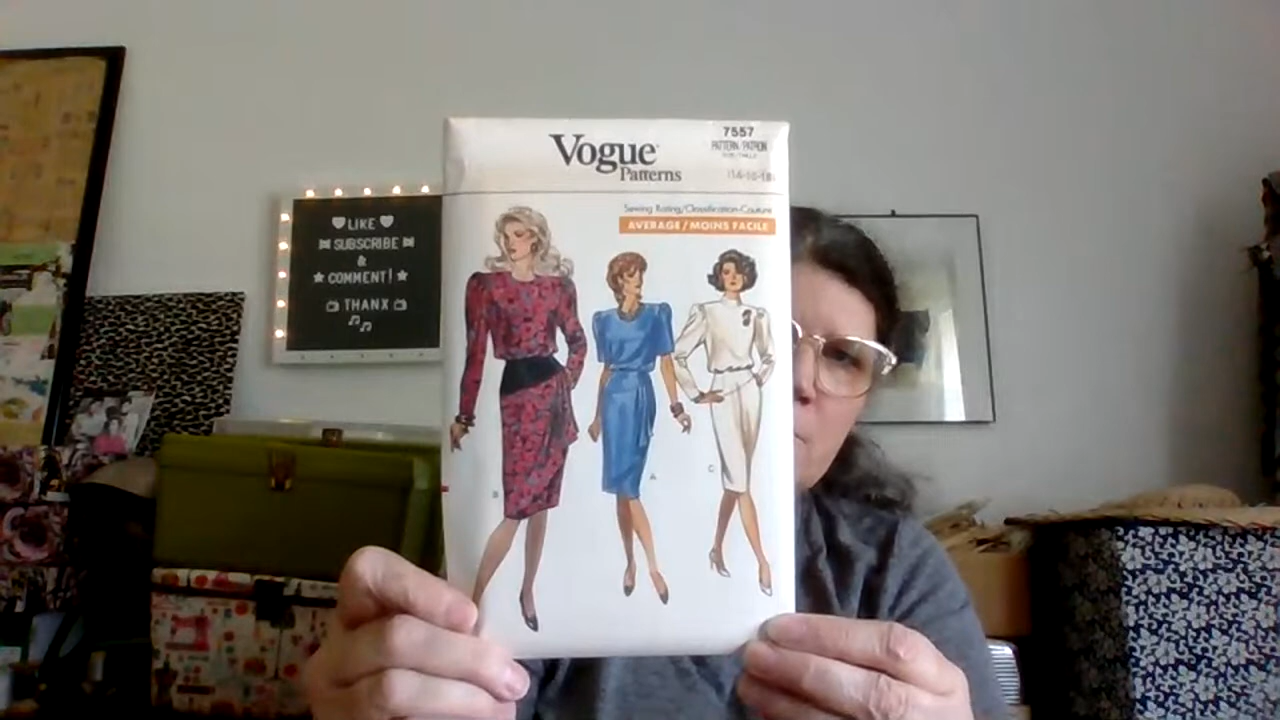 ♥LIKE♥
SUBSCRIBE
&
★COMMENT!★
THANX
Vogue
Patterns
7557
PATTERN/PATRON
Sewing Rating/Classification-Couture
AVERAGE/MOINS FACILE
B
A
C